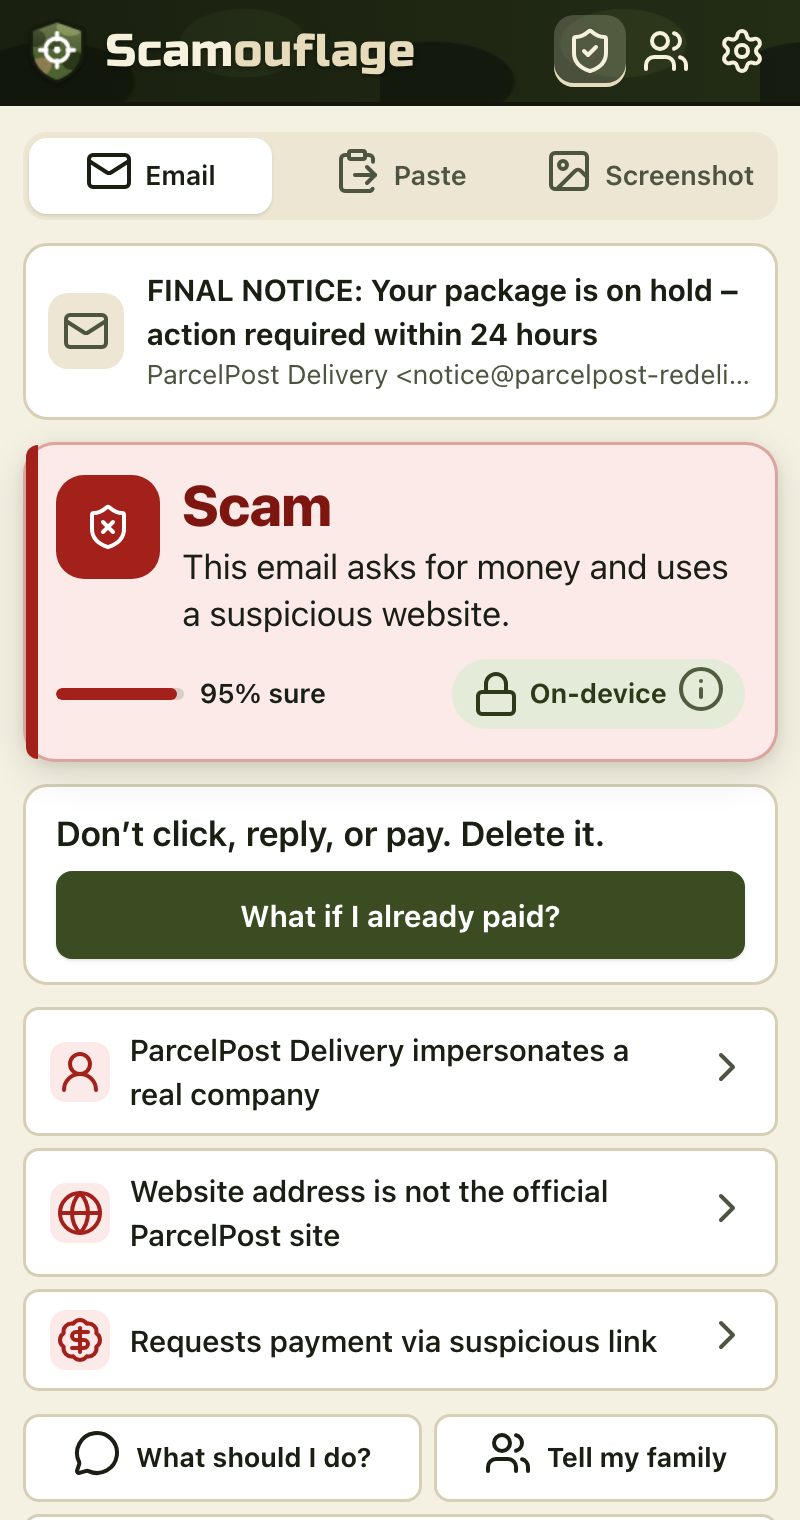 Scamouflage
Email
Paste
Screenshot
FINAL NOTICE: Your package is on hold –
action required within 24 hours
ParcelPost Delivery <notice@parcelpost-redeli...
Scam
This email asks for money and uses
a suspicious website.
95% sure
On-device
Don’t click, reply, or pay. Delete it.
What if I already paid?
ParcelPost Delivery impersonates a
real company
Website address is not the official
ParcelPost site
Requests payment via suspicious link
What should I do?
Tell my family